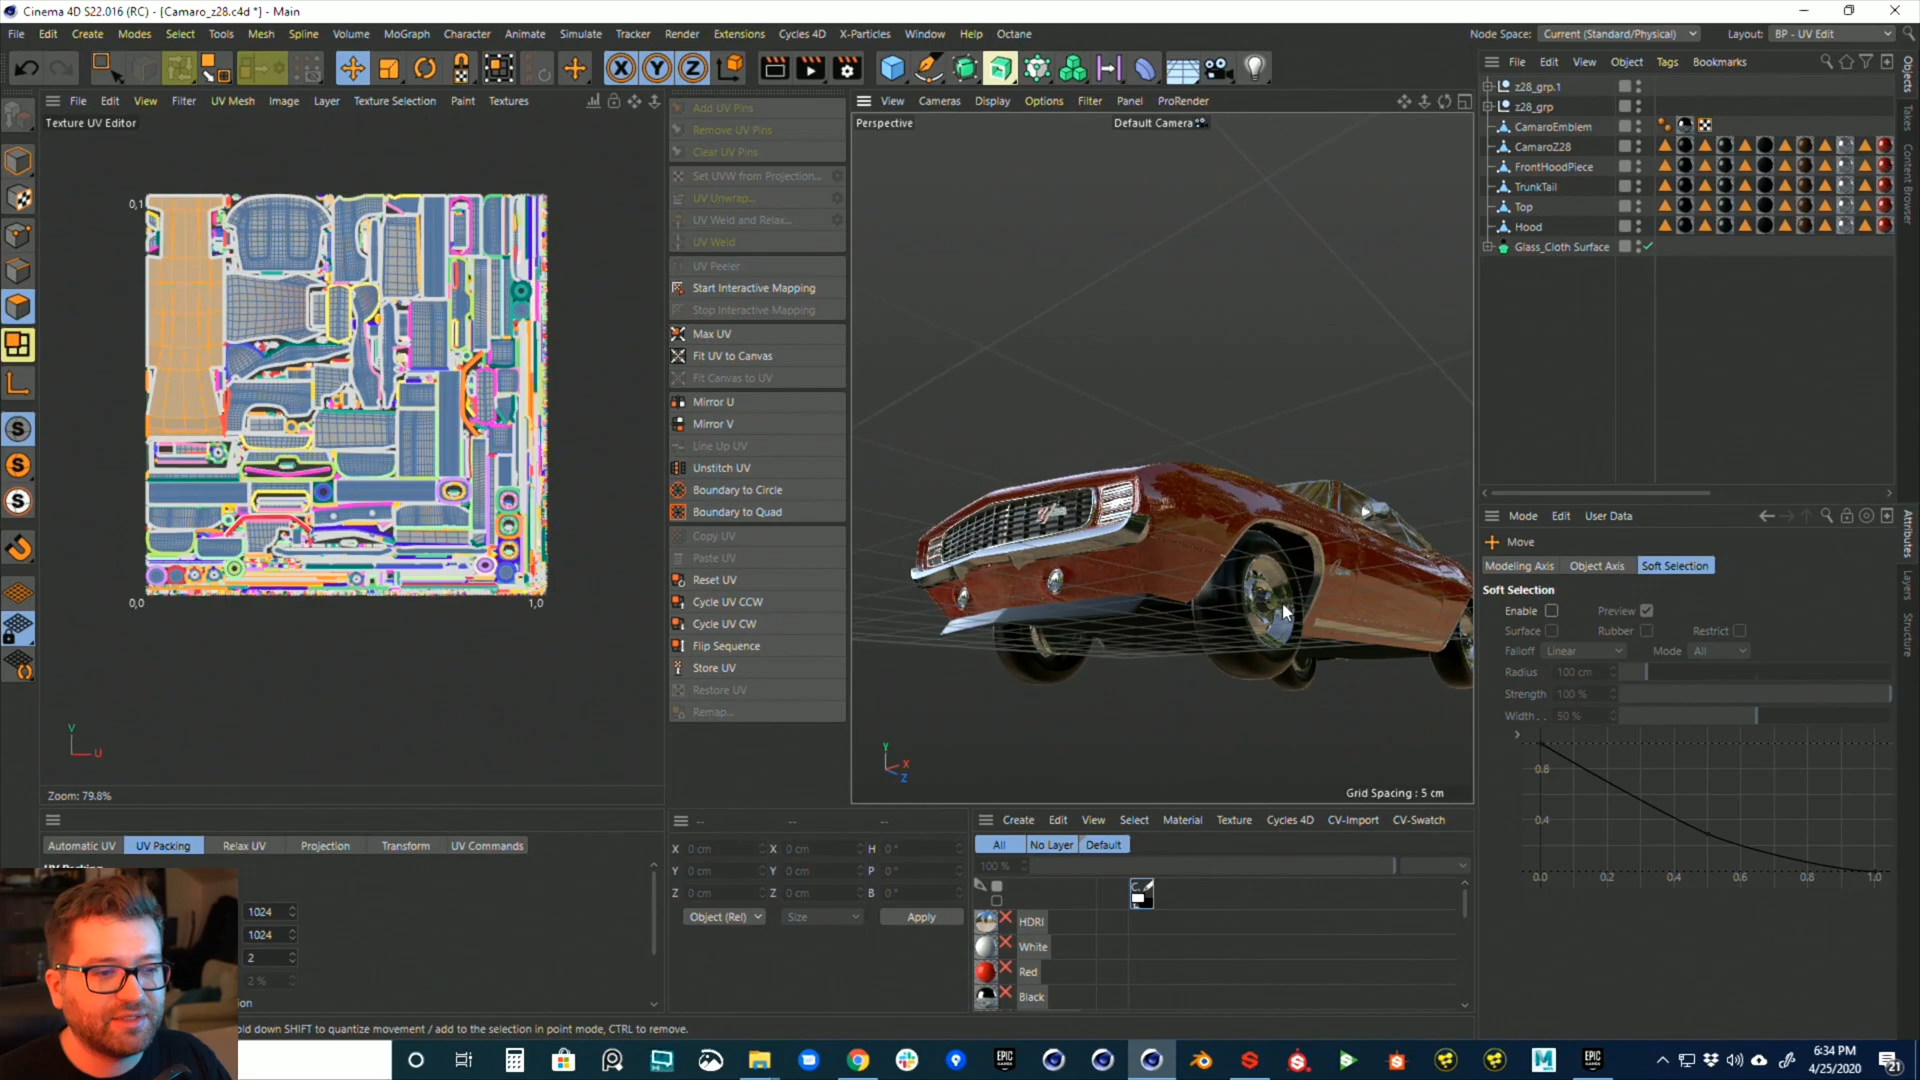 Cinema 4D S22.016 (RC) - [Camaro_z28.c4d *] - Main
File Edit Create Modes Select Tools Mesh Spline Volume MoGraph Character Animate Simulate Tracker Render Extensions Cycles 4D X-Particles Window Help Octane
Node Space: Current (Standard/Physical) Layout: BP - UV Edit
File Edit View Filter UV Mesh Image Layer Texture Selection Paint Textures
Texture UV Editor
0,1
0,0
1,0
V
U
Zoom: 79.8%
Add UV Pins
Remove UV Pins
Clear UV Pins
Set UVW from Projection...
UV Unwrap...
UV Weld and Relax...
UV Weld
UV Peeler
Start Interactive Mapping
Stop Interactive Mapping
Max UV
Fit UV to Canvas
Fit Canvas to UV
Mirror U
Mirror V
Line Up UV
Unstitch UV
Boundary to Circle
Boundary to Quad
Copy UV
Paste UV
Reset UV
Cycle UV CCW
Cycle UV CW
Flip Sequence
Store UV
Restore UV
Remap...
View Cameras Display Options Filter Panel ProRender
Perspective
Default Camera
Y
X
Z
Grid Spacing : 5 cm
File Edit View Object Tags Bookmarks
z28_grp.1
z28_grp
CamaroEmblem
CamaroZ28
FrontHoodPiece
TrunkTail
Top
Hood
Glass_Cloth Surface
Objects
Takes
Content Browser
Attributes
Layers
Structure
Mode Edit User Data
Move
Modeling Axis Object Axis Soft Selection
Soft Selection
Enable Preview
Surface Rubber Restrict
Falloff Linear Mode All
Radius 100 cm
Strength 100 %
Width . . 50 %
0.8
0.4
0.0 0.2 0.4 0.6 0.8 1.0
Automatic UV UV Packing Relax UV Projection Transform UV Commands
1024
1024
2
2 %
ion
-- -- --
X 0 cm X 0 cm H 0 °
Y 0 cm Y 0 cm P 0 °
Z 0 cm Z 0 cm B 0 °
Object (Rel) Size Apply
Create Edit View Select Material Texture Cycles 4D CV-Import CV-Swatch
All No Layer Default
100 %
HDRI
White
Red
Black
old down SHIFT to quantize movement / add to the selection in point mode, CTRL to remove.
6:34 PM
4/25/2020
21